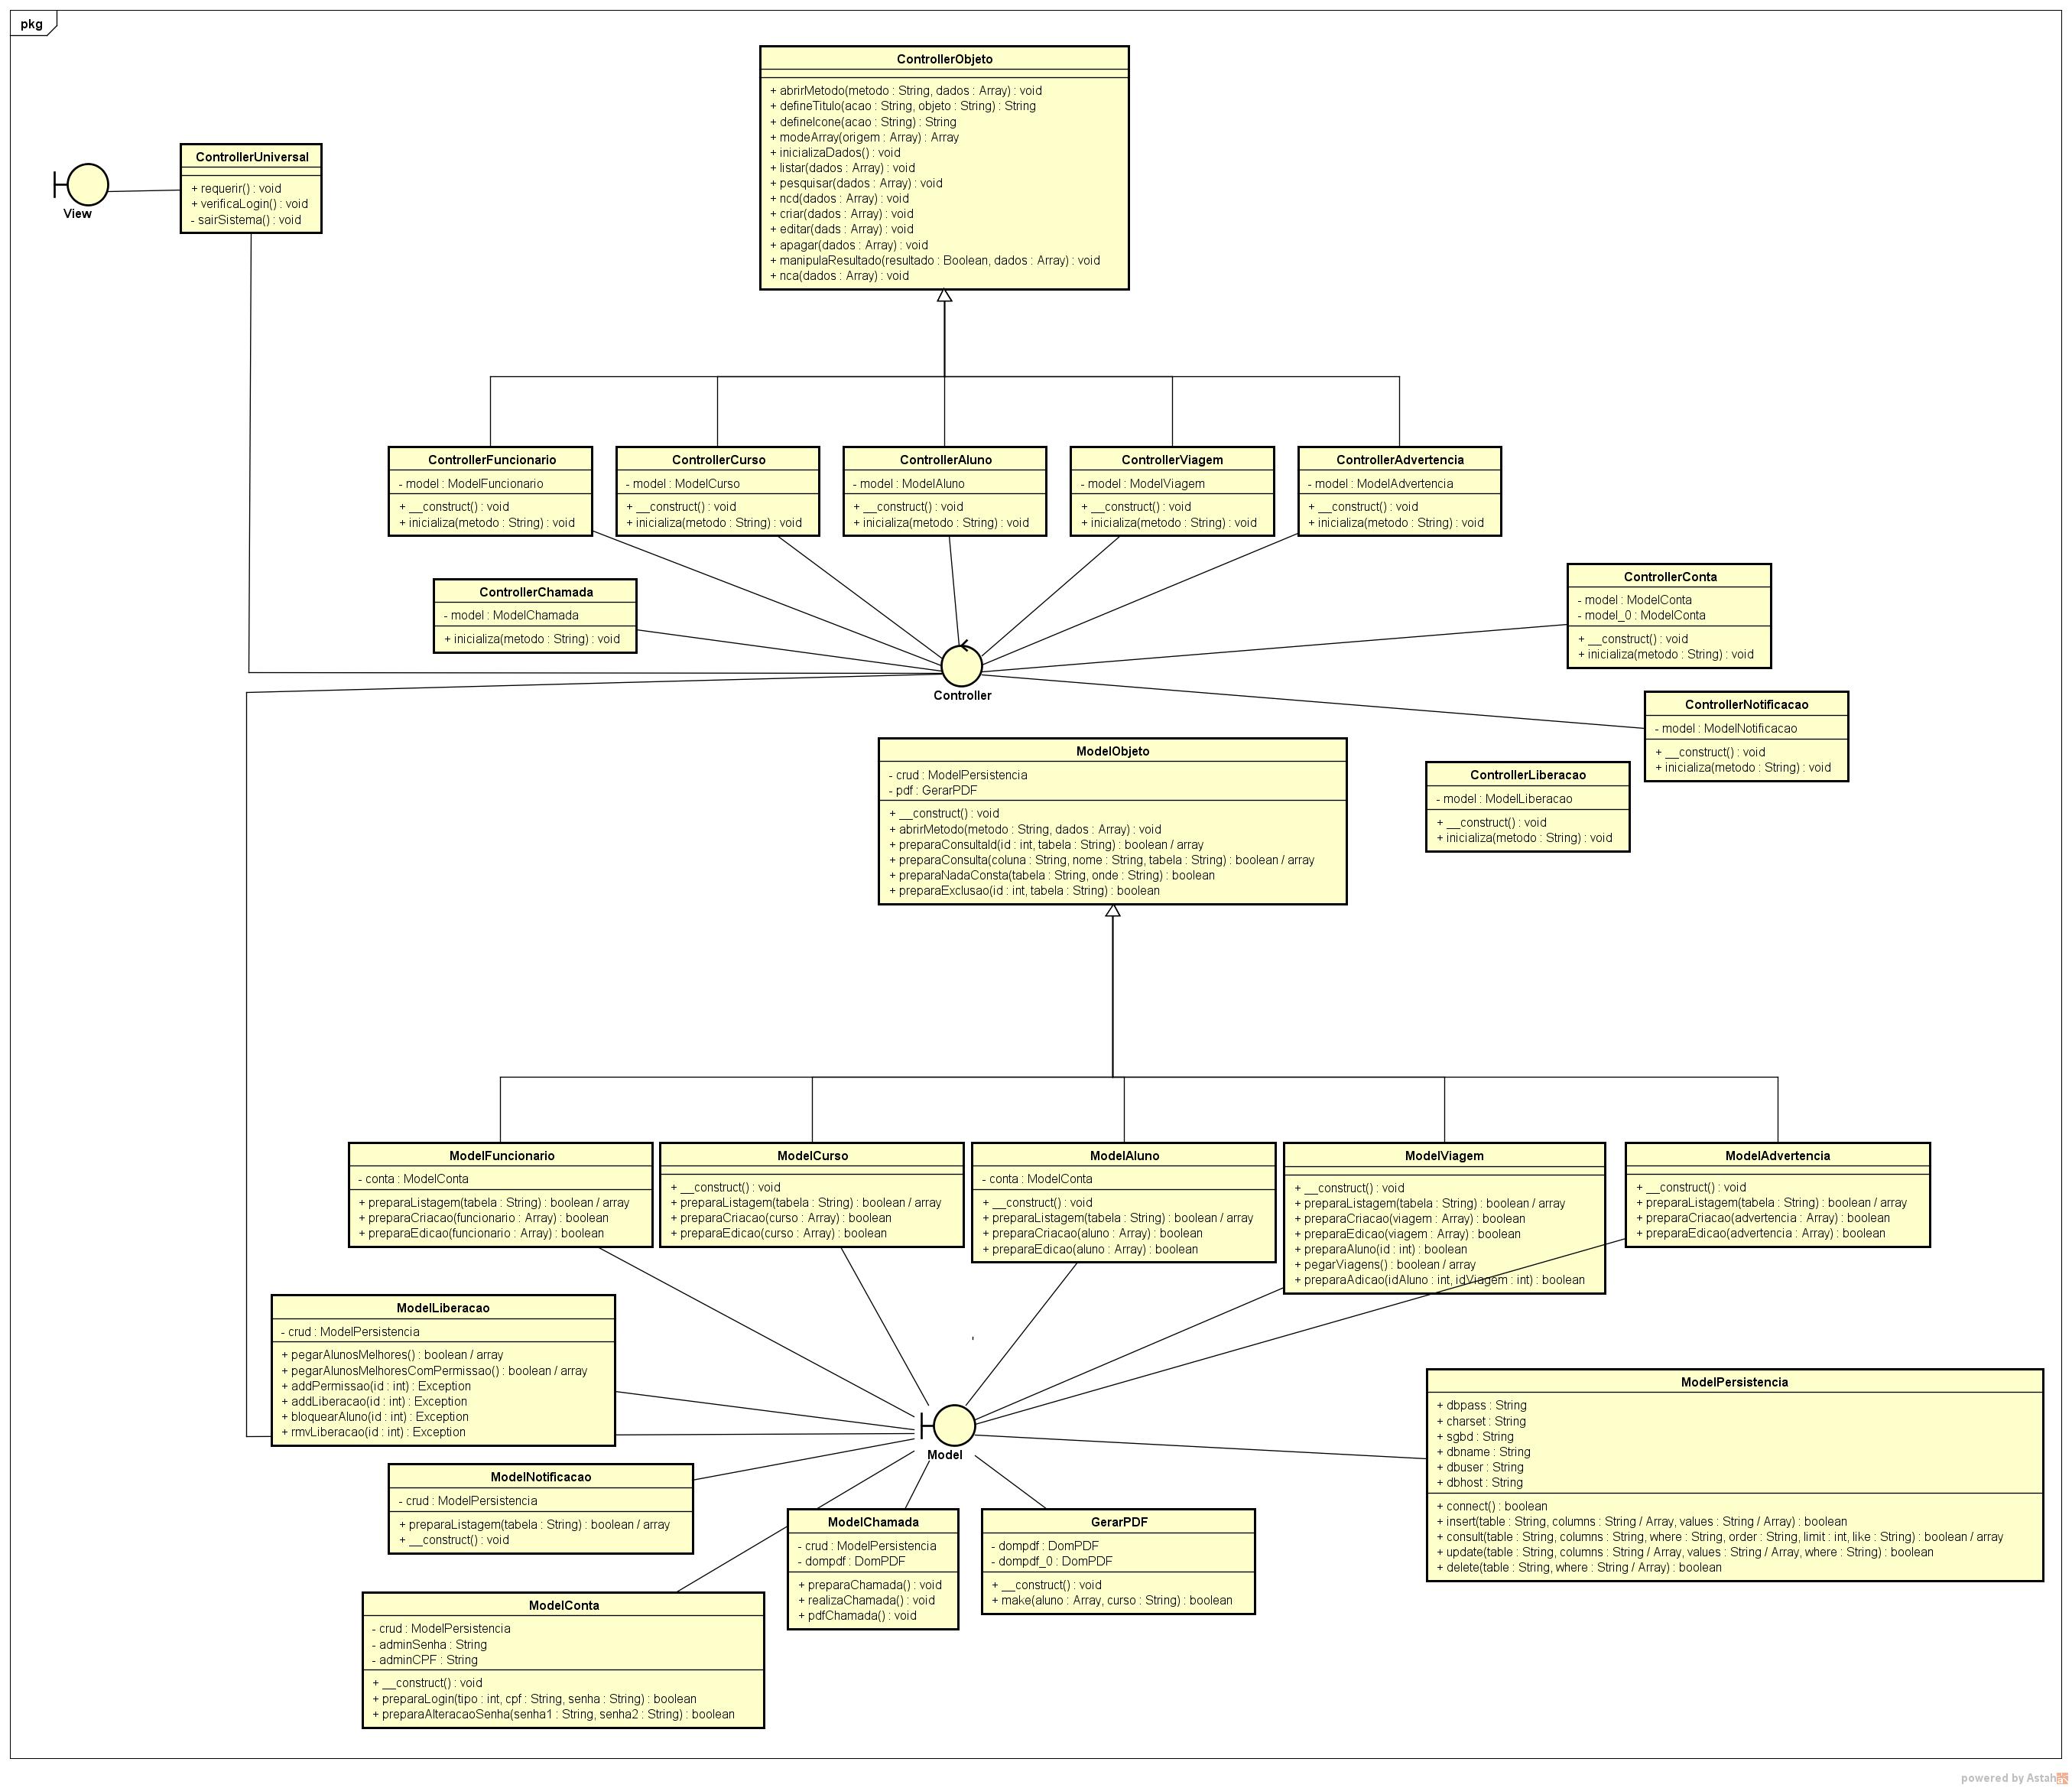 pkg
ControllerObjeto
+ abrirMetodo(metodo : String, dados : Array) : void
+ defineTitulo(acao : String, objeto : String) : String
+ defineIcone(acao : String) : String
+ modeArray(origem : Array) : Array
+ inicializaDados() : void
+ listar(dados : Array) : void
+ pesquisar(dados : Array) : void
+ ncd(dados : Array) : void
+ criar(dados : Array) : void
+ editar(dads : Array) : void
+ apagar(dados : Array) : void
+ manipulaResultado(resultado : Boolean, dados : Array) : void
+ nca(dados : Array) : void
View
ControllerUniversal
+ requerir() : void
+ verificaLogin() : void
- sairSistema() : void
ControllerFuncionario
- model : ModelFuncionario
+ __construct() : void
+ inicializa(metodo : String) : void
ControllerCurso
- model : ModelCurso
+ __construct() : void
+ inicializa(metodo : String) : void
ControllerAluno
- model : ModelAluno
+ __construct() : void
+ inicializa(metodo : String) : void
ControllerViagem
- model : ModelViagem
+ __construct() : void
+ inicializa(metodo : String) : void
ControllerAdvertencia
- model : ModelAdvertencia
+ __construct() : void
+ inicializa(metodo : String) : void
ControllerChamada
- model : ModelChamada
+ inicializa(metodo : String) : void
ControllerConta
- model : ModelConta
- model_0 : ModelConta
+ __construct() : void
+ inicializa(metodo : String) : void
Controller
ControllerNotificacao
- model : ModelNotificacao
+ __construct() : void
+ inicializa(metodo : String) : void
ControllerLiberacao
- model : ModelLiberacao
+ __construct() : void
+ inicializa(metodo : String) : void
ModelObjeto
- crud : ModelPersistencia
- pdf : GerarPDF
+ __construct() : void
+ abrirMetodo(metodo : String, dados : Array) : void
+ preparaConsultaId(id : int, tabela : String) : boolean / array
+ preparaConsulta(coluna : String, nome : String, tabela : String) : boolean / array
+ preparaNadaConsta(tabela : String, onde : String) : boolean
+ preparaExclusao(id : int, tabela : String) : boolean
ModelFuncionario
- conta : ModelConta
+ preparaListagem(tabela : String) : boolean / array
+ preparaCriacao(funcionario : Array) : boolean
+ preparaEdicao(funcionario : Array) : boolean
ModelCurso
+ __construct() : void
+ preparaListagem(tabela : String) : boolean / array
+ preparaCriacao(curso : Array) : boolean
+ preparaEdicao(curso : Array) : boolean
ModelAluno
- conta : ModelConta
+ __construct() : void
+ preparaListagem(tabela : String) : boolean / array
+ preparaCriacao(aluno : Array) : boolean
+ preparaEdicao(aluno : Array) : boolean
ModelViagem
+ __construct() : void
+ preparaListagem(tabela : String) : boolean / array
+ preparaCriacao(viagem : Array) : boolean
+ preparaEdicao(viagem : Array) : boolean
+ preparaAluno(id : int) : boolean
+ pegarViagens() : boolean / array
+ preparaAdicao(idAluno : int, idViagem : int) : boolean
ModelAdvertencia
+ __construct() : void
+ preparaListagem(tabela : String) : boolean / array
+ preparaCriacao(advertencia : Array) : boolean
+ preparaEdicao(advertencia : Array) : boolean
ModelLiberacao
- crud : ModelPersistencia
+ pegarAlunosMelhores() : boolean / array
+ pegarAlunosMelhoresComPermissao() : boolean / array
+ addPermissao(id : int) : Exception
+ addLiberacao(id : int) : Exception
+ bloquearAluno(id : int) : Exception
+ rmvLiberacao(id : int) : Exception
Model
ModelPersistencia
+ dbpass : String
+ charset : String
+ sgbd : String
+ dbname : String
+ dbuser : String
+ dbhost : String
+ connect() : boolean
+ insert(table : String, columns : String / Array, values : String / Array) : boolean
+ consult(table : String, columns : String, where : String, order : String, limit : int, like : String) : boolean / array
+ update(table : String, columns : String / Array, values : String / Array, where : String) : boolean
+ delete(table : String, where : String / Array) : boolean
ModelNotificacao
- crud : ModelPersistencia
+ preparaListagem(tabela : String) : boolean / array
+ __construct() : void
ModelChamada
- crud : ModelPersistencia
- dompdf : DomPDF
+ preparaChamada() : void
+ realizaChamada() : void
+ pdfChamada() : void
GerarPDF
- dompdf : DomPDF
- dompdf_0 : DomPDF
+ __construct() : void
+ make(aluno : Array, curso : String) : boolean
ModelConta
- crud : ModelPersistencia
- adminSenha : String
- adminCPF : String
+ __construct() : void
+ preparaLogin(tipo : int, cpf : String, senha : String) : boolean
+ preparaAlteracaoSenha(senha1 : String, senha2 : String) : boolean
powered by Astah